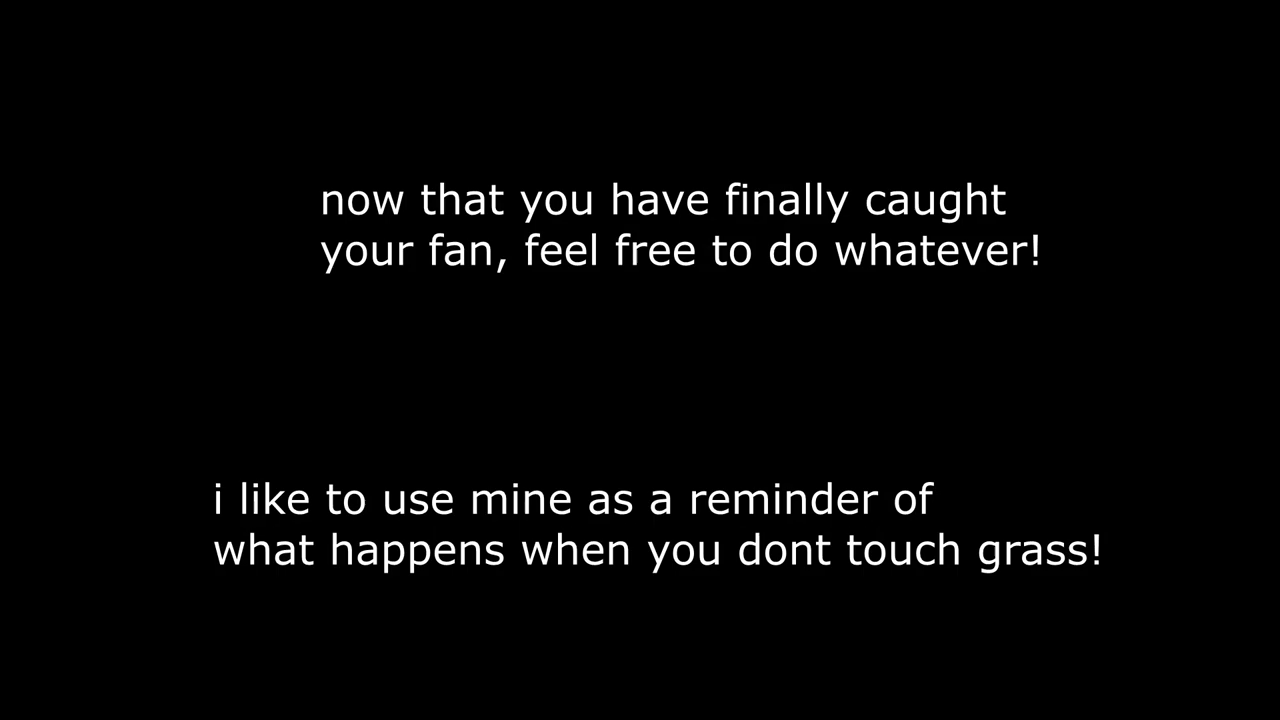 now that you have finally caught
your fan, feel free to do whatever!
i like to use mine as a reminder of
what happens when you dont touch grass!